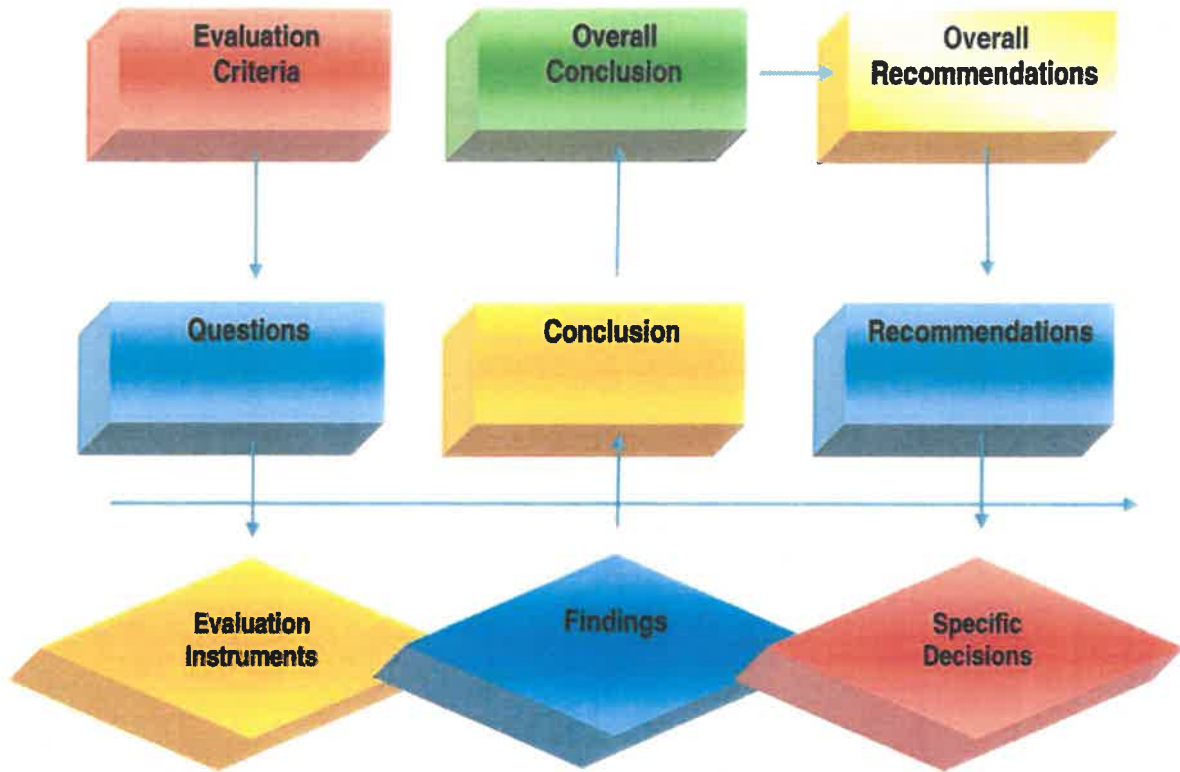 Evaluation
Criteria
Overall
Conclusion
Overall
Recommendations
Questions
Conclusion
Recommendations
Evaluation
Instruments
Findings
Specific
Decisions